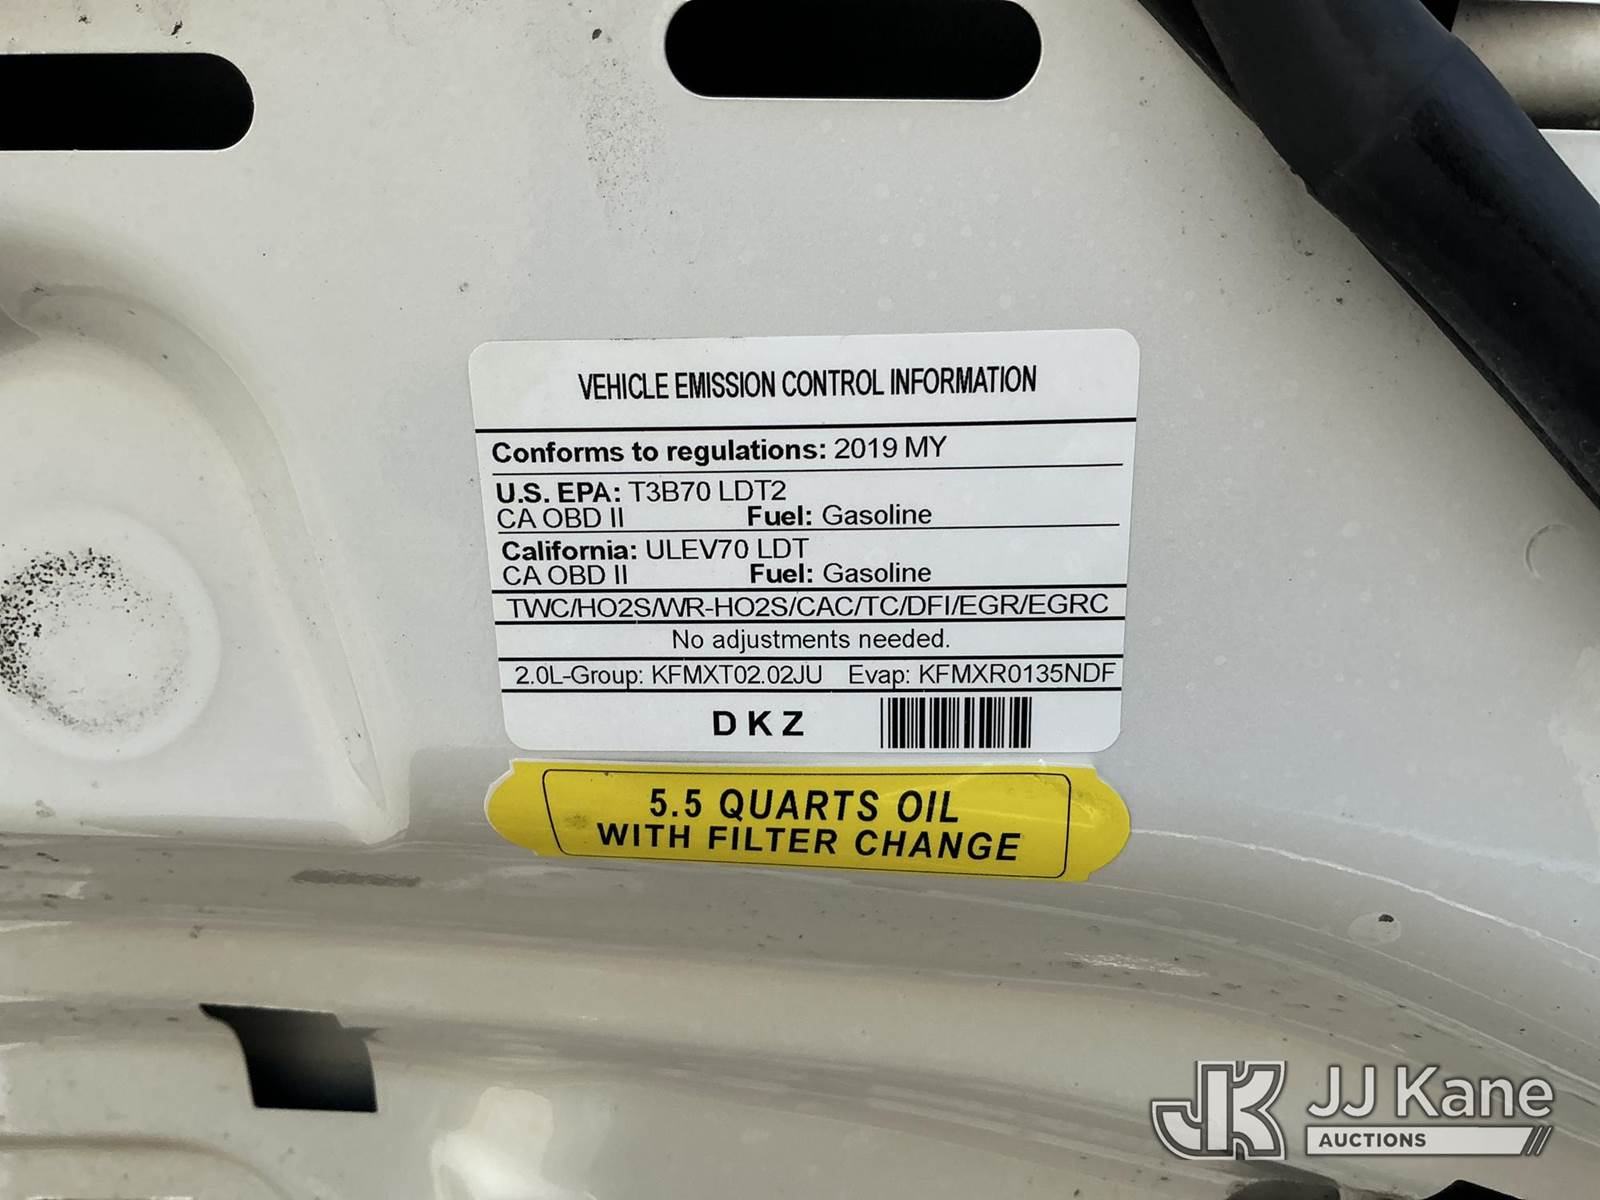 VEHICLE EMISSION CONTROL INFORMATION
Conforms to regulations: 2019 MY
U.S. EPA: T3B70 LDT2
CA OBD II Fuel: Gasoline
California: ULEV70 LDT
CA OBD II Fuel: Gasoline
TWC/HO2S/WR-HO2S/CAC/TC/DFI/EGR/EGRC
No adjustments needed.
2.0L-Group: KFMXT02.02JU Evap: KFMXR0135NDF
DKZ
5.5 QUARTS OIL
WITH FILTER CHANGE
JK JJ Kane
AUCTIONS